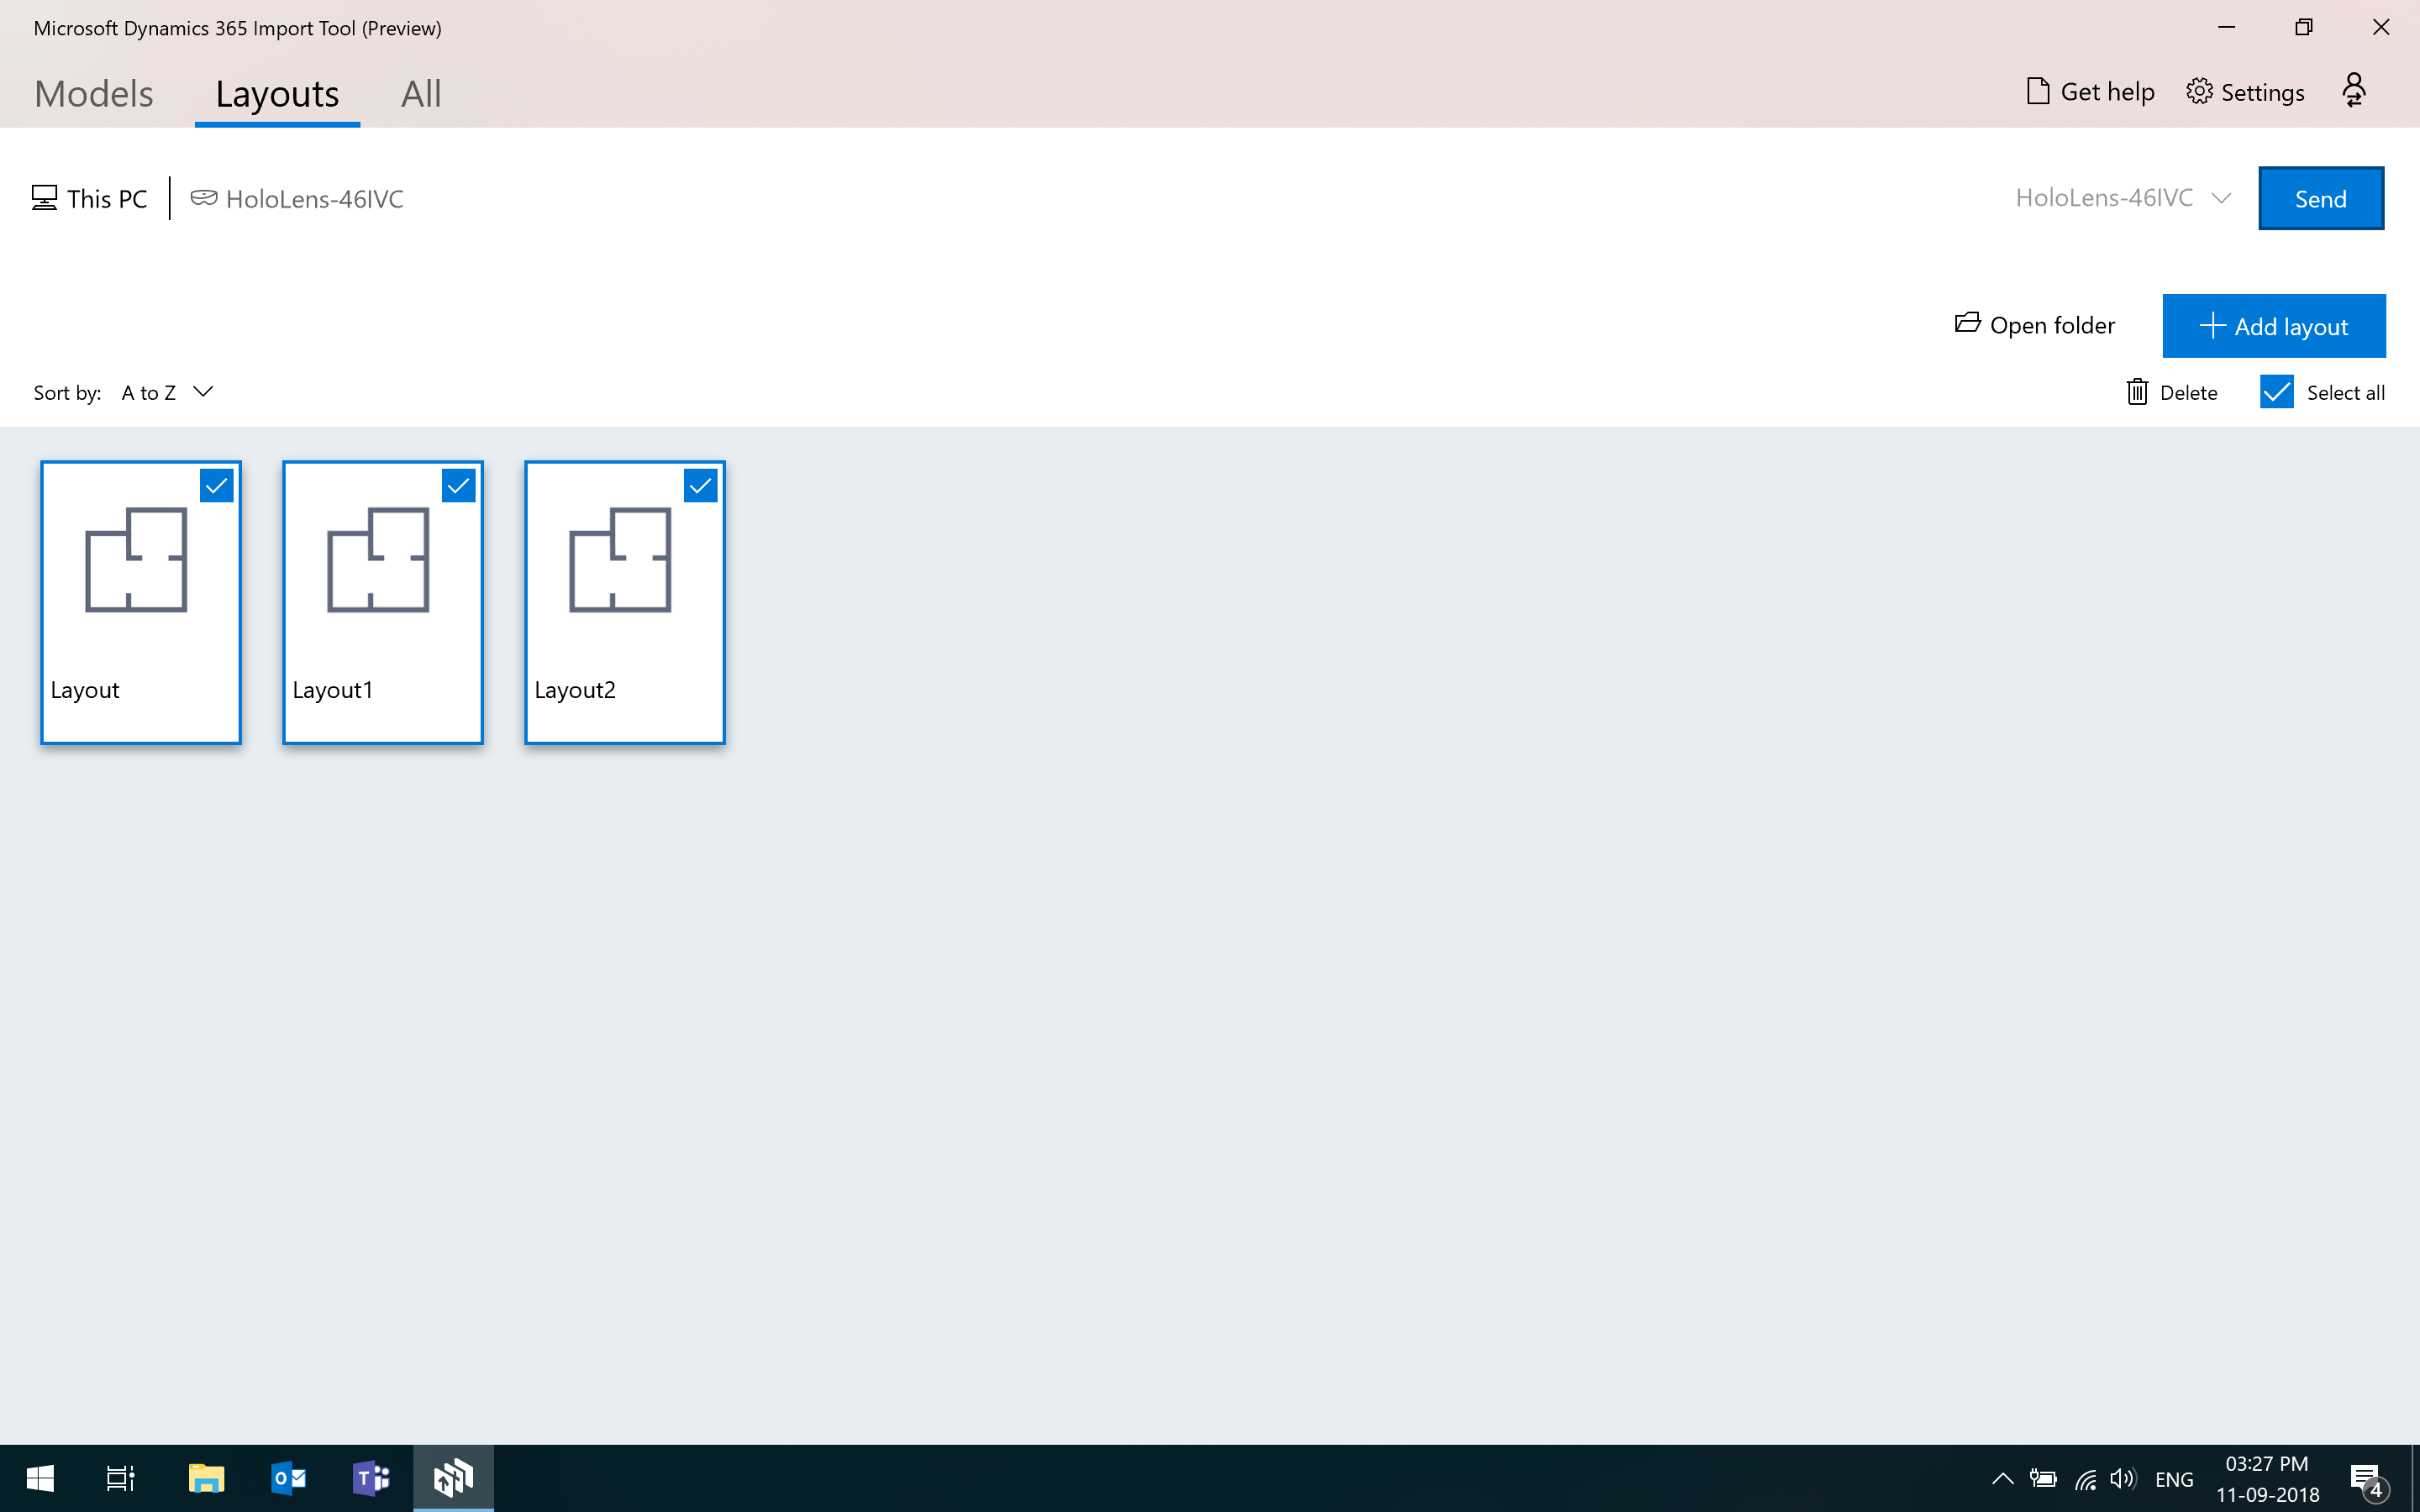 Microsoft Dynamics 365 Import Tool (Preview)
Models Layouts All
Get help Settings
This PC HoloLens-46IVC
HoloLens-46IVC Send
Open folder Add layout
Sort by: A to Z
Delete Select all
Layout
Layout1
Layout2
ENG
03:27 PM
11-09-2018
4